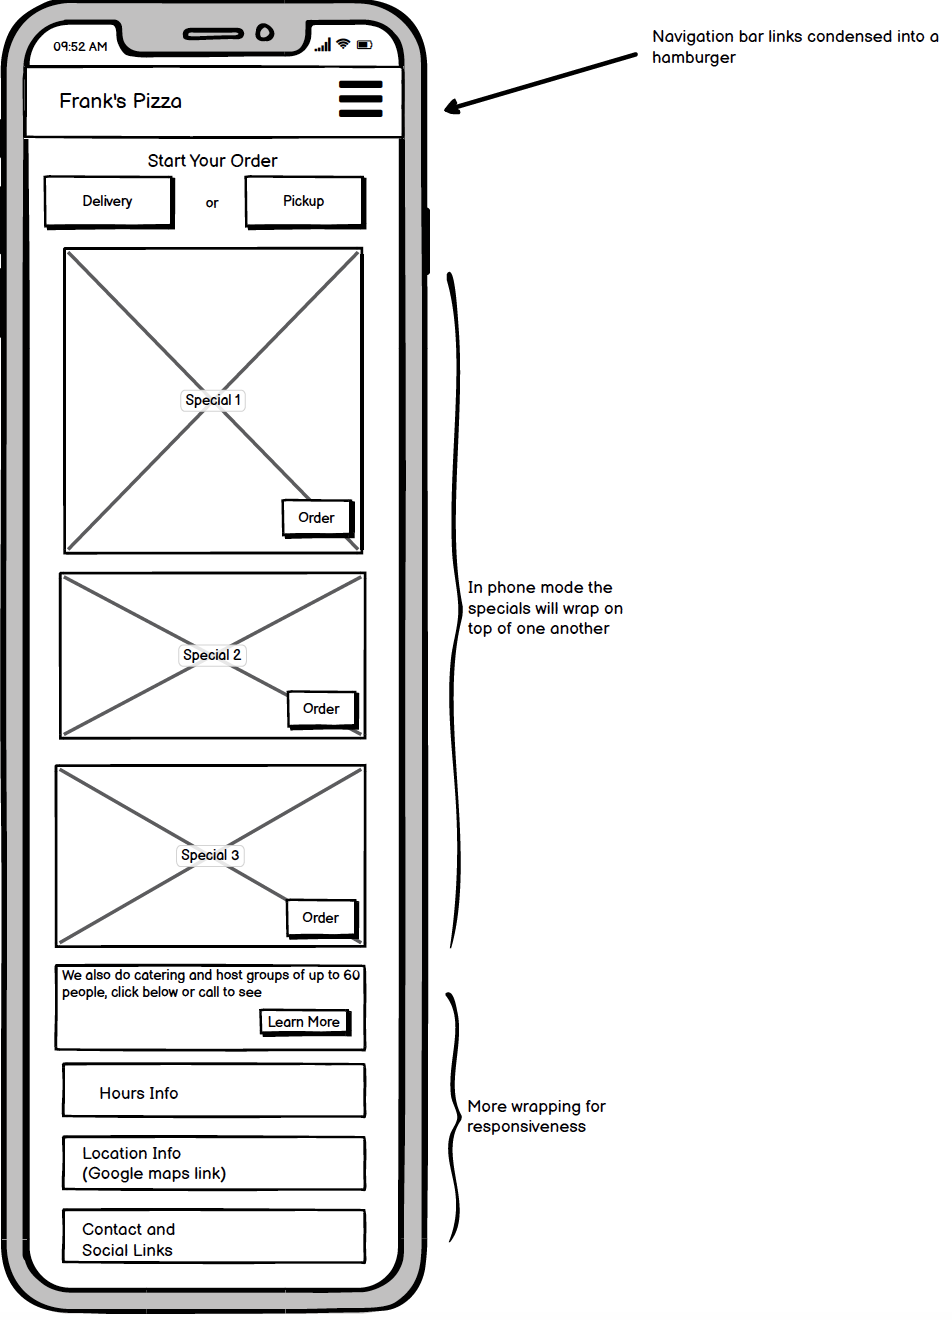 09:52 AM
Navigation bar links condensed into a
hamburger
Frank's Pizza
Start Your Order
Delivery
or
Pickup
Special 1
Order
In phone mode the
specials will wrap on
top of one another
Special 2
Order
Special 3
Order
We also do catering and host groups of up to 60
people, click below or call to see
Learn More
Hours Info
More wrapping for
responsiveness
Location Info
(Google maps link)
Contact and
Social Links